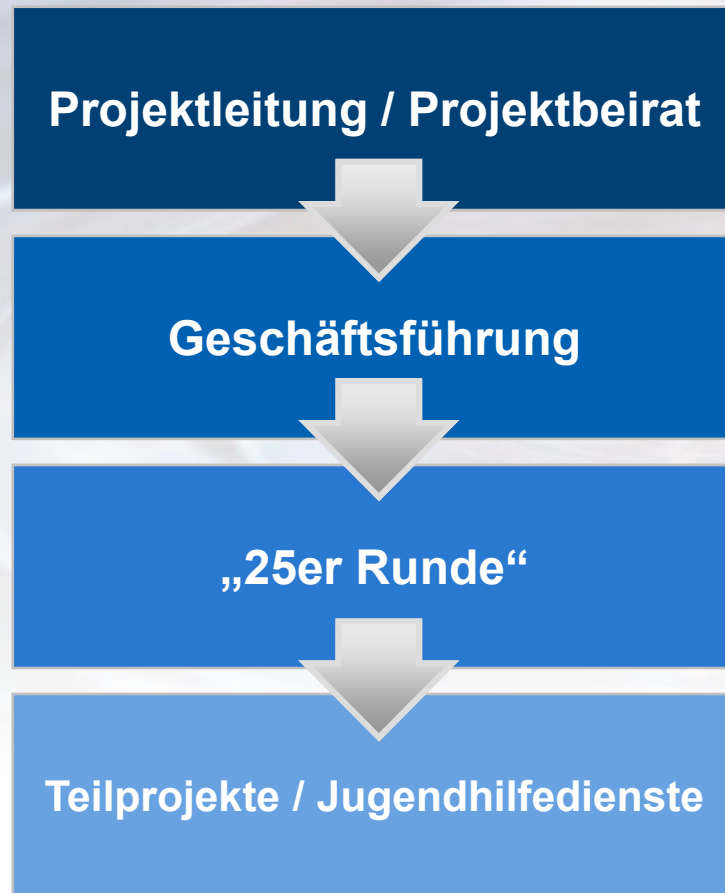 Projektleitung / Projektbeirat
Geschäftsführung
„25er Runde“
Teilprojekte / Jugendhilfedienste